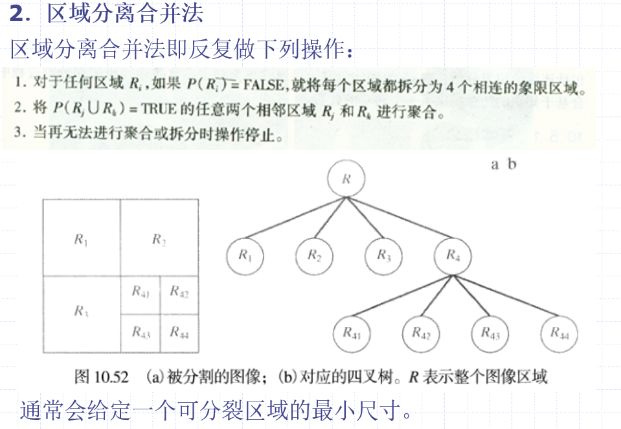 2. 区域分离合并法
区域分离合并法即反复做下列操作：
1. 对于任何区域 Rᵢ，如果 P(Rᵢ) = FALSE，就将每个区域都拆分为 4 个相连的象限区域。
2. 将 P(Rⱼ∪Rₖ) = TRUE 的任意两个相邻区域 Rⱼ 和 Rₖ 进行聚合。
3. 当再无法进行聚合或拆分时操作停止。
a b
R
R₁ R₂
R₁ R₂ R₃ R₄
R₃ R₄₁ R₄₂
R₄₃ R₄₄
R₄₁ R₄₂ R₄₃ R₄₄
图 10.52 (a) 被分割的图像；(b) 对应的四叉树。R 表示整个图像区域
通常会给定一个可分裂区域的最小尺寸。